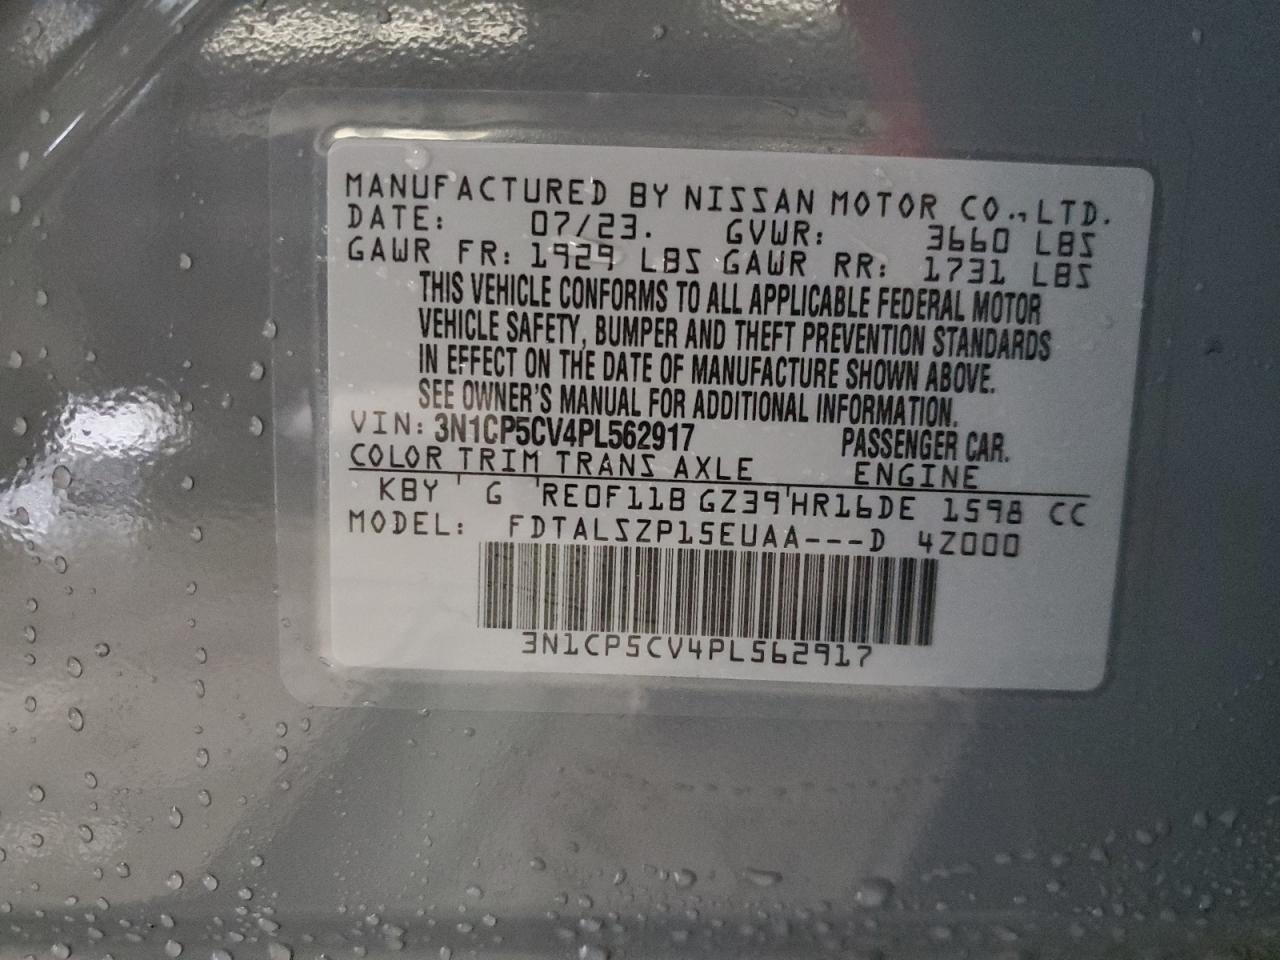 MANUFACTURED BY NISSAN MOTOR CO., LTD.
DATE: 07/23. GVWR: 3660 LBS
GAWR FR: 1929 LBS GAWR RR: 1731 LBS
THIS VEHICLE CONFORMS TO ALL APPLICABLE FEDERAL MOTOR
VEHICLE SAFETY, BUMPER AND THEFT PREVENTION STANDARDS
IN EFFECT ON THE DATE OF MANUFACTURE SHOWN ABOVE.
SEE OWNER'S MANUAL FOR ADDITIONAL INFORMATION.
VIN: 3N1CP5CV4PL562917 PASSENGER CAR.
COLOR TRIM TRANS AXLE ENGINE
KBY ' G 'RE0F11B GZ39'HR16DE 1598 CC
MODEL: FDTALSZP15EUAA---D 4Z000
3N1CP5CV4PL562917